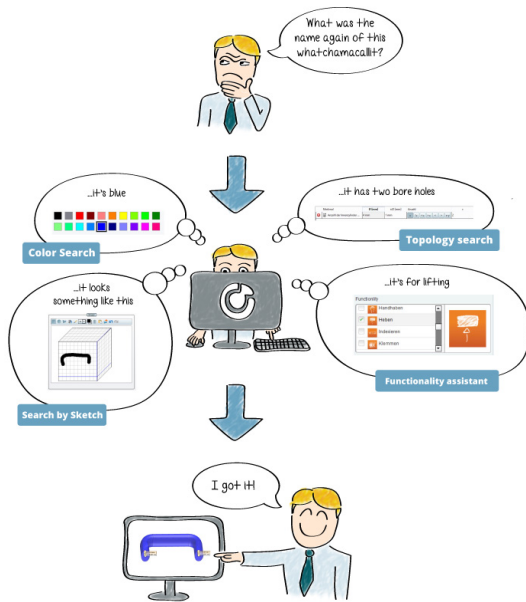 What was the
name again of this
whatchamacallit?
...it's blue
Color Search
...it has two bore holes
Topology search
...it looks
something like this
Search by Sketch
...it's for lifting
Functionality
Handhaben
Heben
Indexieren
Klemmen
Functionality assistant
I got it!